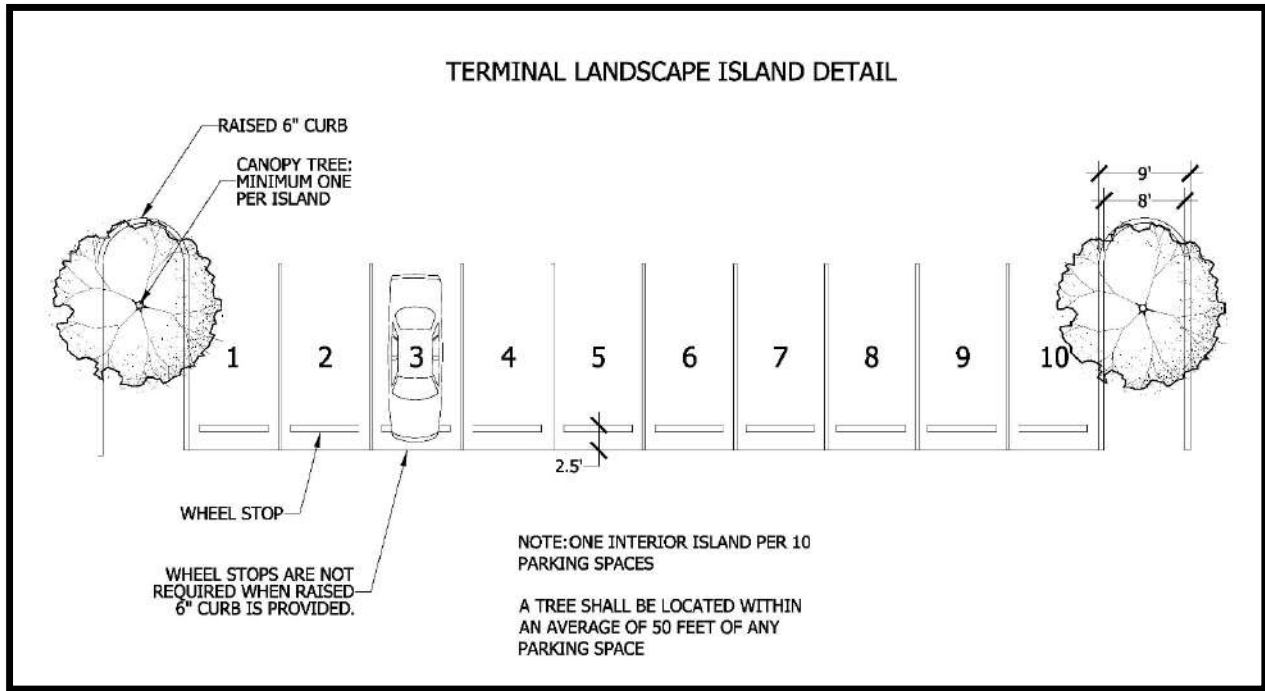 TERMINAL LANDSCAPE ISLAND DETAIL
RAISED 6" CURB
CANOPY TREE:
MINIMUM ONE
PER ISLAND
9'
8'
1
2
3
4
5
6
7
8
9
10
2.5'
WHEEL STOP
WHEEL STOPS ARE NOT
REQUIRED WHEN RAISED
6" CURB IS PROVIDED.
NOTE:ONE INTERIOR ISLAND PER 10
PARKING SPACES
A TREE SHALL BE LOCATED WITHIN
AN AVERAGE OF 50 FEET OF ANY
PARKING SPACE